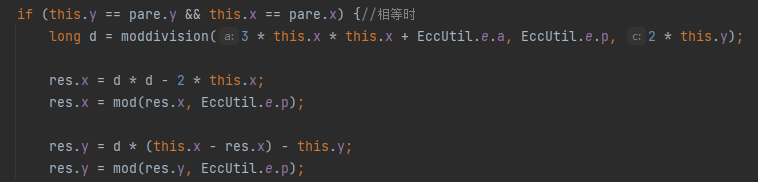 if (this.y == pare.y && this.x == pare.x) {//相等时
long d = moddivision( a: 3 * this.x * this.x + EccUtil.e.a, EccUtil.e.p, c: 2 * this.y);
res.x = d * d - 2 * this.x;
res.x = mod(res.x, EccUtil.e.p);
res.y = d * (this.x - res.x) - this.y;
res.y = mod(res.y, EccUtil.e.p);